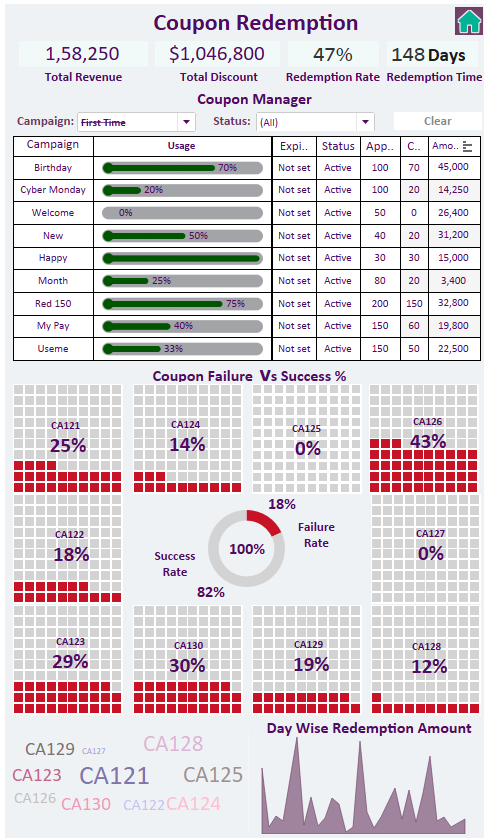 Coupon Redemption
1,58,250 $1,046,800 47% 148 Days
Total Revenue Total Discount Redemption Rate Redemption Time
Coupon Manager
Campaign: First Time Status: (All) Clear
Campaign Usage Expi.. Status App.. C.. Amo..
Birthday 70% Not set Active 100 70 45,000
Cyber Monday 20% Not set Active 100 20 14,250
Welcome 0% Not set Active 50 0 26,400
New 50% Not set Active 40 20 31,200
Happy Not set Active 30 30 15,000
Month 25% Not set Active 80 20 3,400
Red 150 75% Not set Active 200 150 32,800
My Pay 40% Not set Active 150 60 19,800
Useme 33% Not set Active 150 50 22,500
Coupon Failure Vs Success %
CA121 CA124 CA125 CA126
25% 14% 0% 43%
18%
CA122 Failure Rate CA127
18% 100% 0%
Success Rate
82%
CA123 CA130 CA129 CA128
29% 30% 19% 12%
Day Wise Redemption Amount
CA129 CA127 CA128
CA123 CA121 CA125
CA126 CA130 CA122 CA124